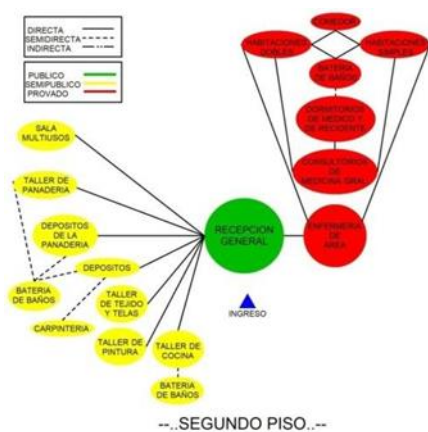 DIRECTA
SEMIDIRECTA
INDIRECTA
PUBLICO
SEMIPUBLICO
PROVADO
COMEDOR
HABITACIONES
DOBLES
HABITACIONES
SIMPLES
BATERIA
DE BAÑOS
DORMITORIOS
DE MEDICO Y
DE RECIDENTE
CONSULTORIOS
DE
MEDICINA GRAL
SALA
MULTIUSOS
TALLER DE
PANADERIA
DEPOSITOS
DE LA
PANADERIA
DEPOSITOS
BATERIA
DE BAÑOS
CARPINTERIA
TALLER
DE TEJIDO
Y TELAS
TALLER DE
PINTURA
TALLER DE
COCINA
BATERIA
DE BAÑOS
RECEPCION
GENERAL
ENFERMERIA
DE
AREA
INGRESO
--..SEGUNDO PISO..--